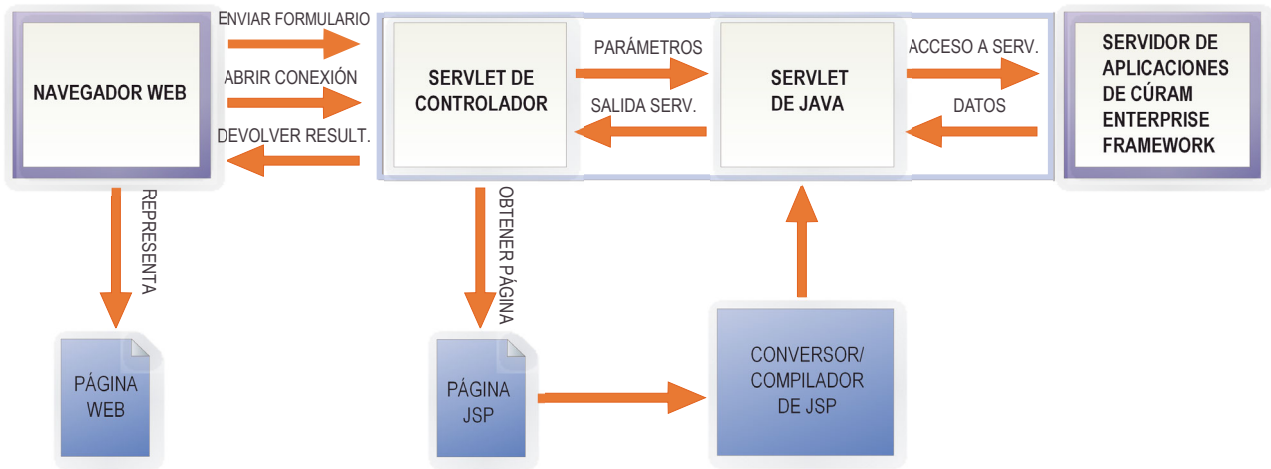 ENVIAR FORMULARIO
ABRIR CONEXIÓN
DEVOLVER RESULT.
NAVEGADOR WEB
SERVLET DE
CONTROLADOR
PARÁMETROS
SALIDA SERV.
SERVLET
DE JAVA
ACCESO A SERV.
DATOS
SERVIDOR DE
APLICACIONES
DE CÚRAM
ENTERPRISE
FRAMEWORK
REPRESENTA
OBTENER PÁGINA
PÁGINA
WEB
PÁGINA
JSP
CONVERSOR/
COMPILADOR
DE JSP